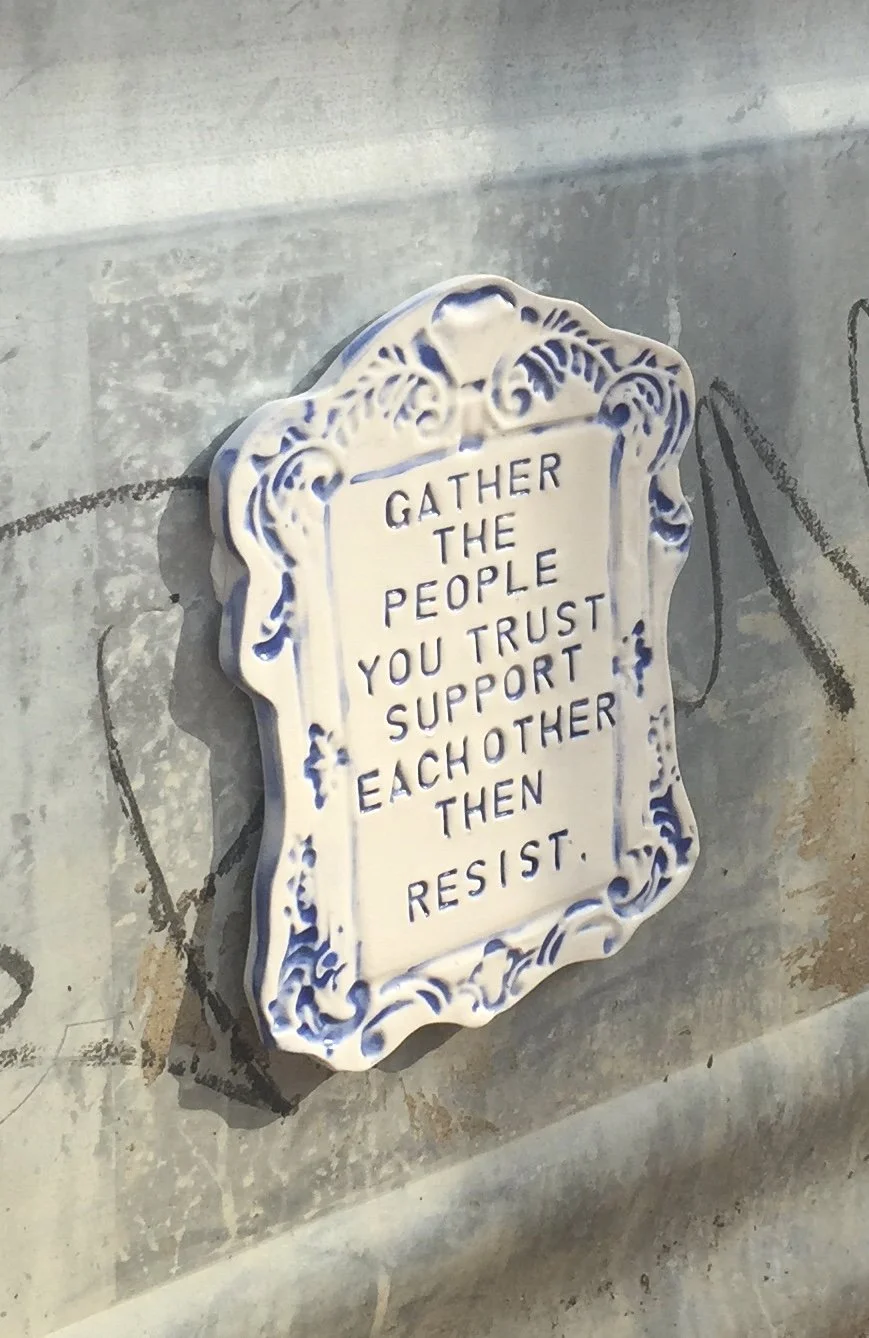 GATHER
THE
PEOPLE
YOU TRUST
SUPPORT
EACH OTHER
THEN
RESIST.